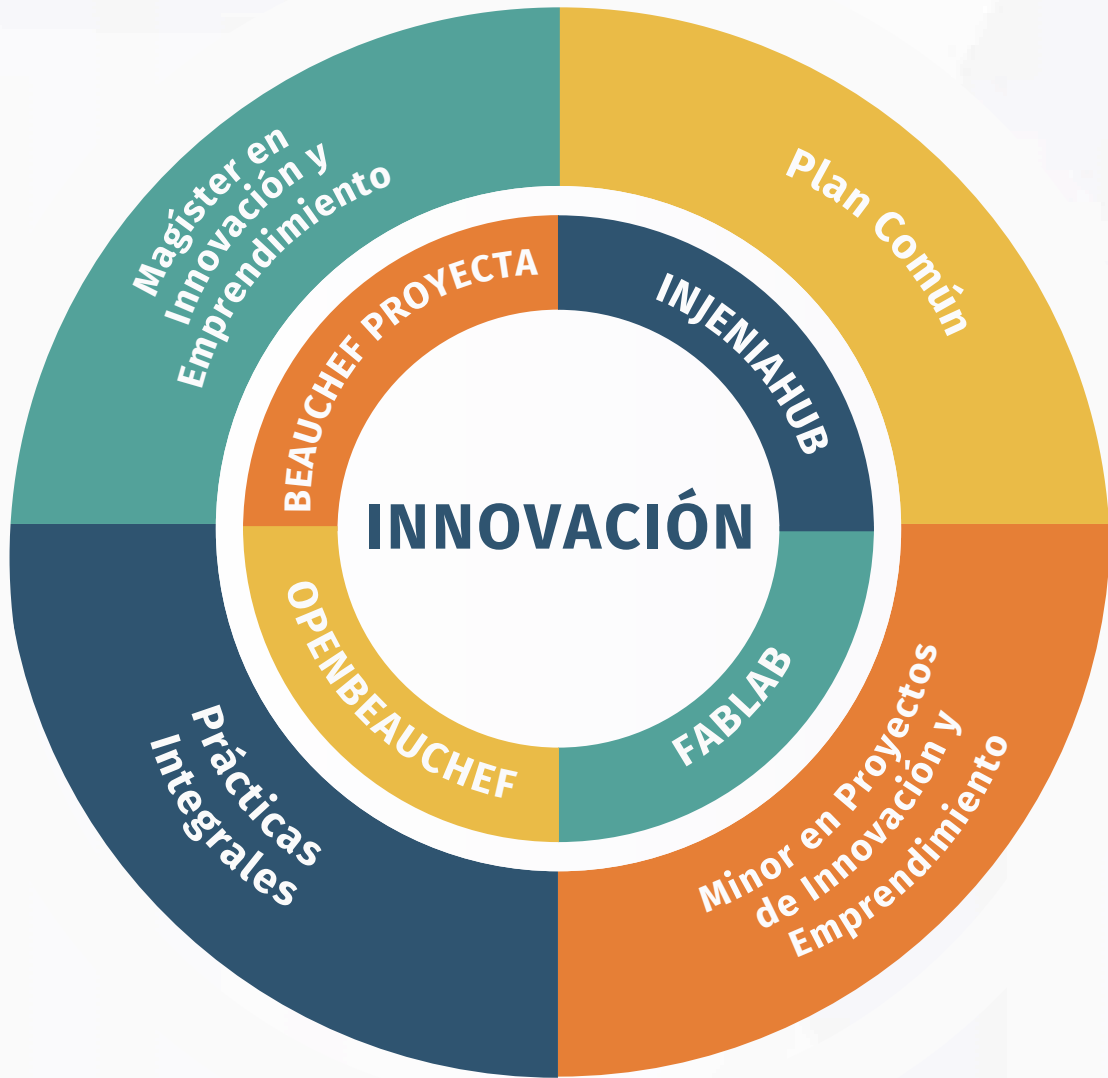 Magíster en
Innovación y
Emprendimiento
Plan Común
BEAUCHEF PROYECTA
INJENIAHUB
INNOVACIÓN
OPENBEAUCHEF
FABLAB
Prácticas
Integrales
Minor en Proyectos
de Innovación y
Emprendimiento